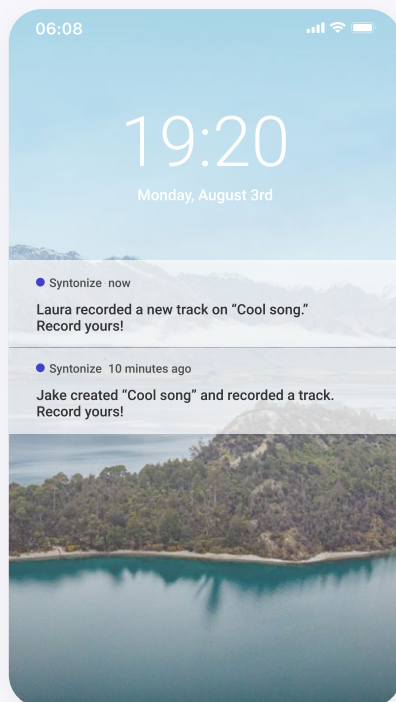 06:08
19:20
Monday, August 3rd
Syntonize now
Laura recorded a new track on “Cool song.”
Record yours!
Syntonize 10 minutes ago
Jake created “Cool song” and recorded a track.
Record yours!